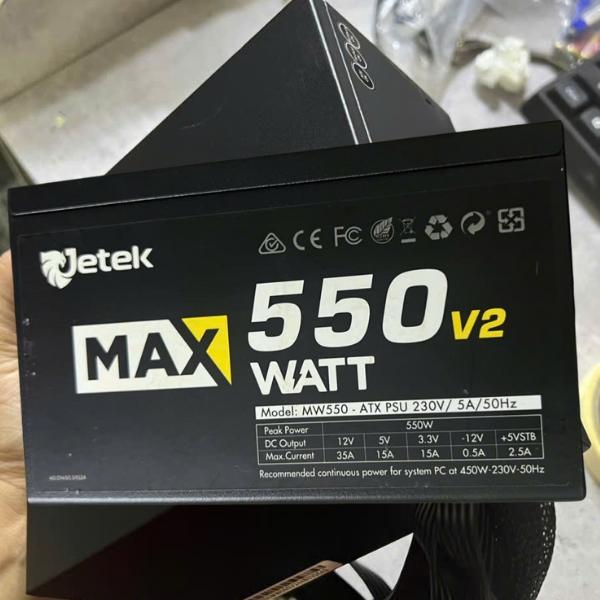 Jetek
CE FC
MAX
550 V2
WATT
Model: MW550 - ATX PSU 230V/ 5A/50Hz
Peak Power 550W
DC Output 12V 5V 3.3V -12V +5VSTB
Max.Current 35A 15A 15A 0.5A 2.5A
Recommended continuous power for system PC at 450W-230V-50Hz